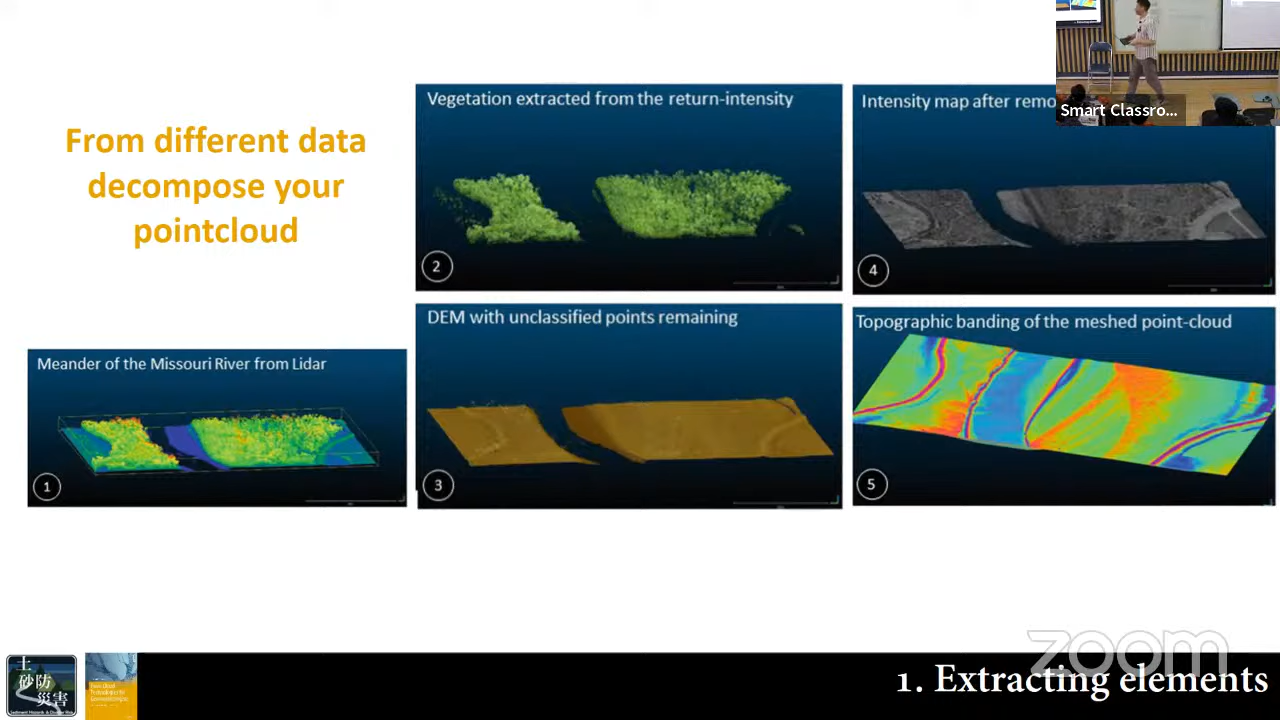 From different data
decompose your
pointcloud
Meander of the Missouri River from Lidar
1
Vegetation extracted from the return-intensity
2
DEM with unclassified points remaining
3
Intensity map after
4
Topographic banding of the meshed point-cloud
5
Smart Classro...
土
砂防
災害
zoom
1. Extracting elements